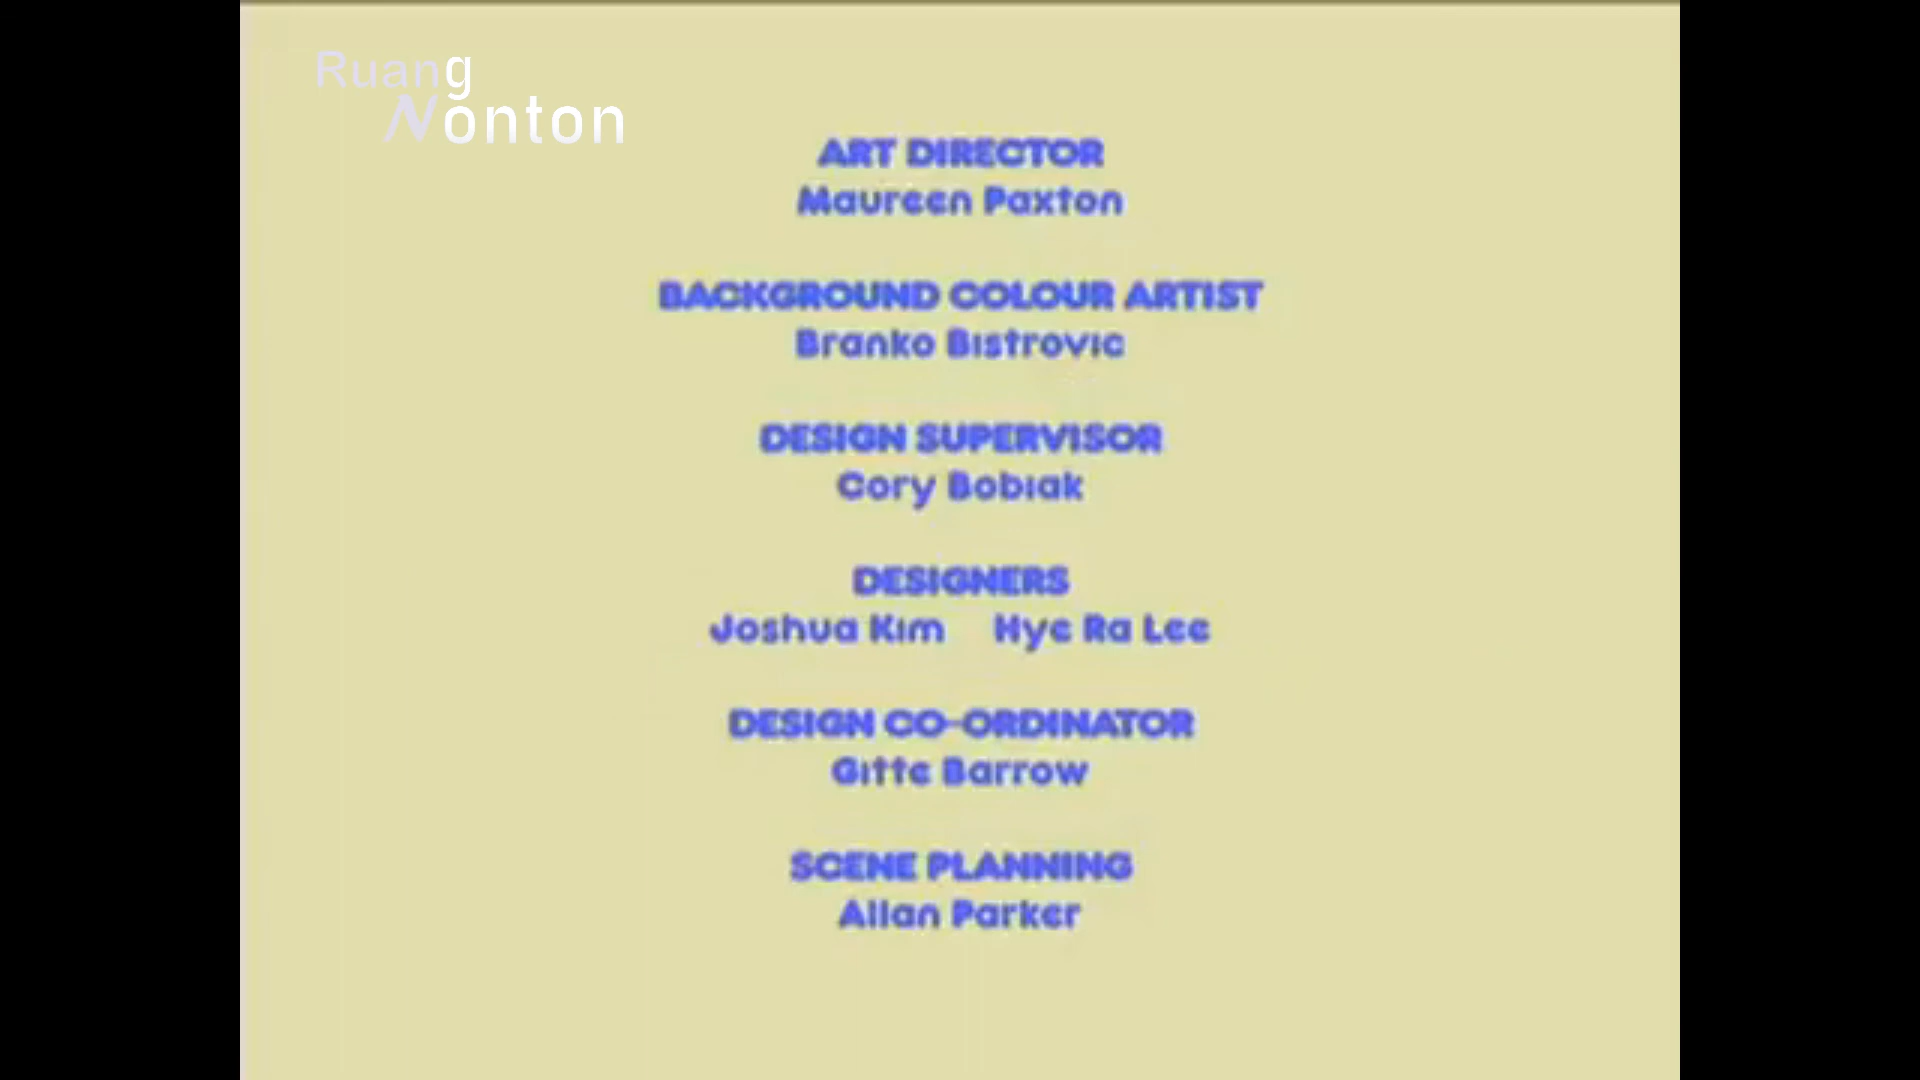 Ruang
Nonton
ART DIRECTOR
Maureen Paxton
BACKGROUND COLOUR ARTIST
Branko Bistrovic
DESIGN SUPERVISOR
Cory Bobiak
DESIGNERS
Joshua Kim Hye Ra Lee
DESIGN CO-ORDINATOR
Gitte Barrow
SCENE PLANNING
Allan Parker